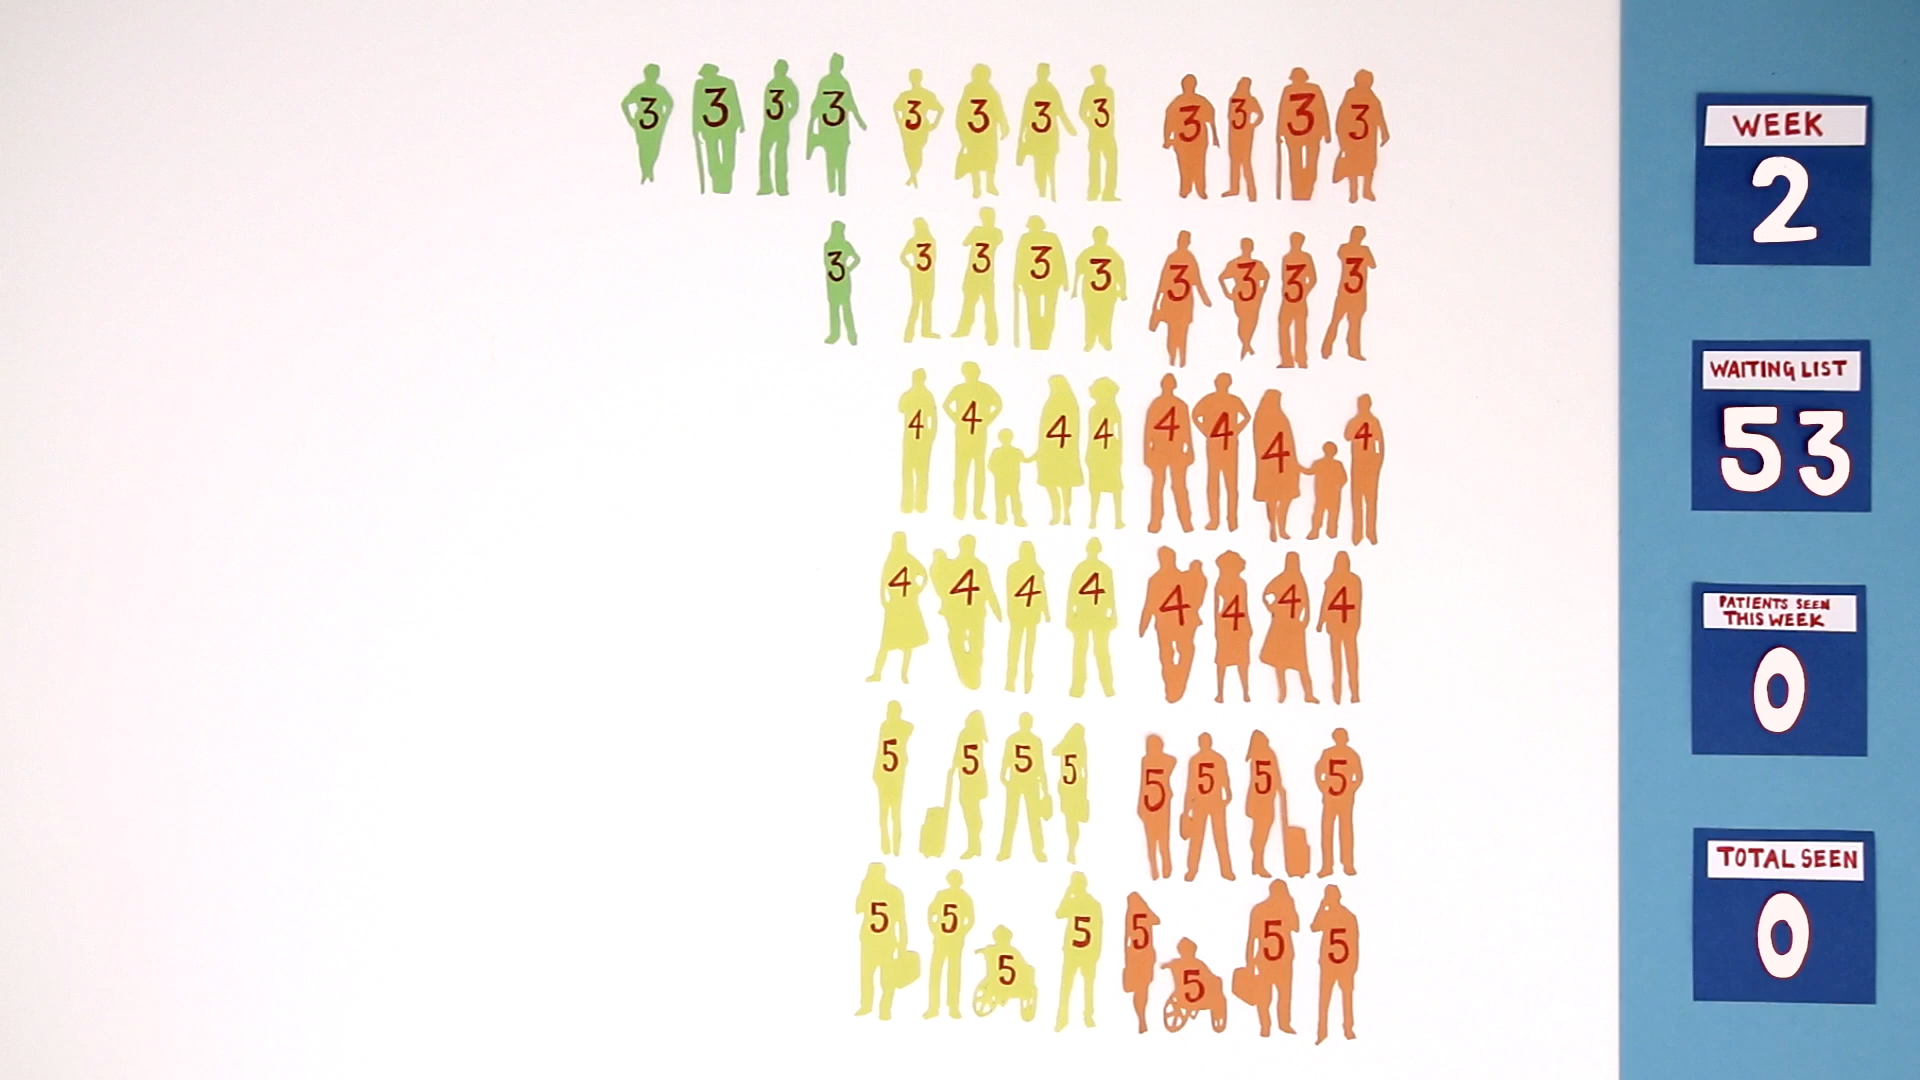 3 3 3 3 3 3 3 3 3 3 3 3
3 3 3 3 3 3 3 3 3
4 4 4 4 4 4 4 4
4 4 4 4 4 4 4 4
5 5 5 5 5 5 5 5
5 5 5 5 5 5 5 5
WEEK
2
WAITING LIST
53
PATIENTS SEEN
THIS WEEK
0
TOTAL SEEN
0